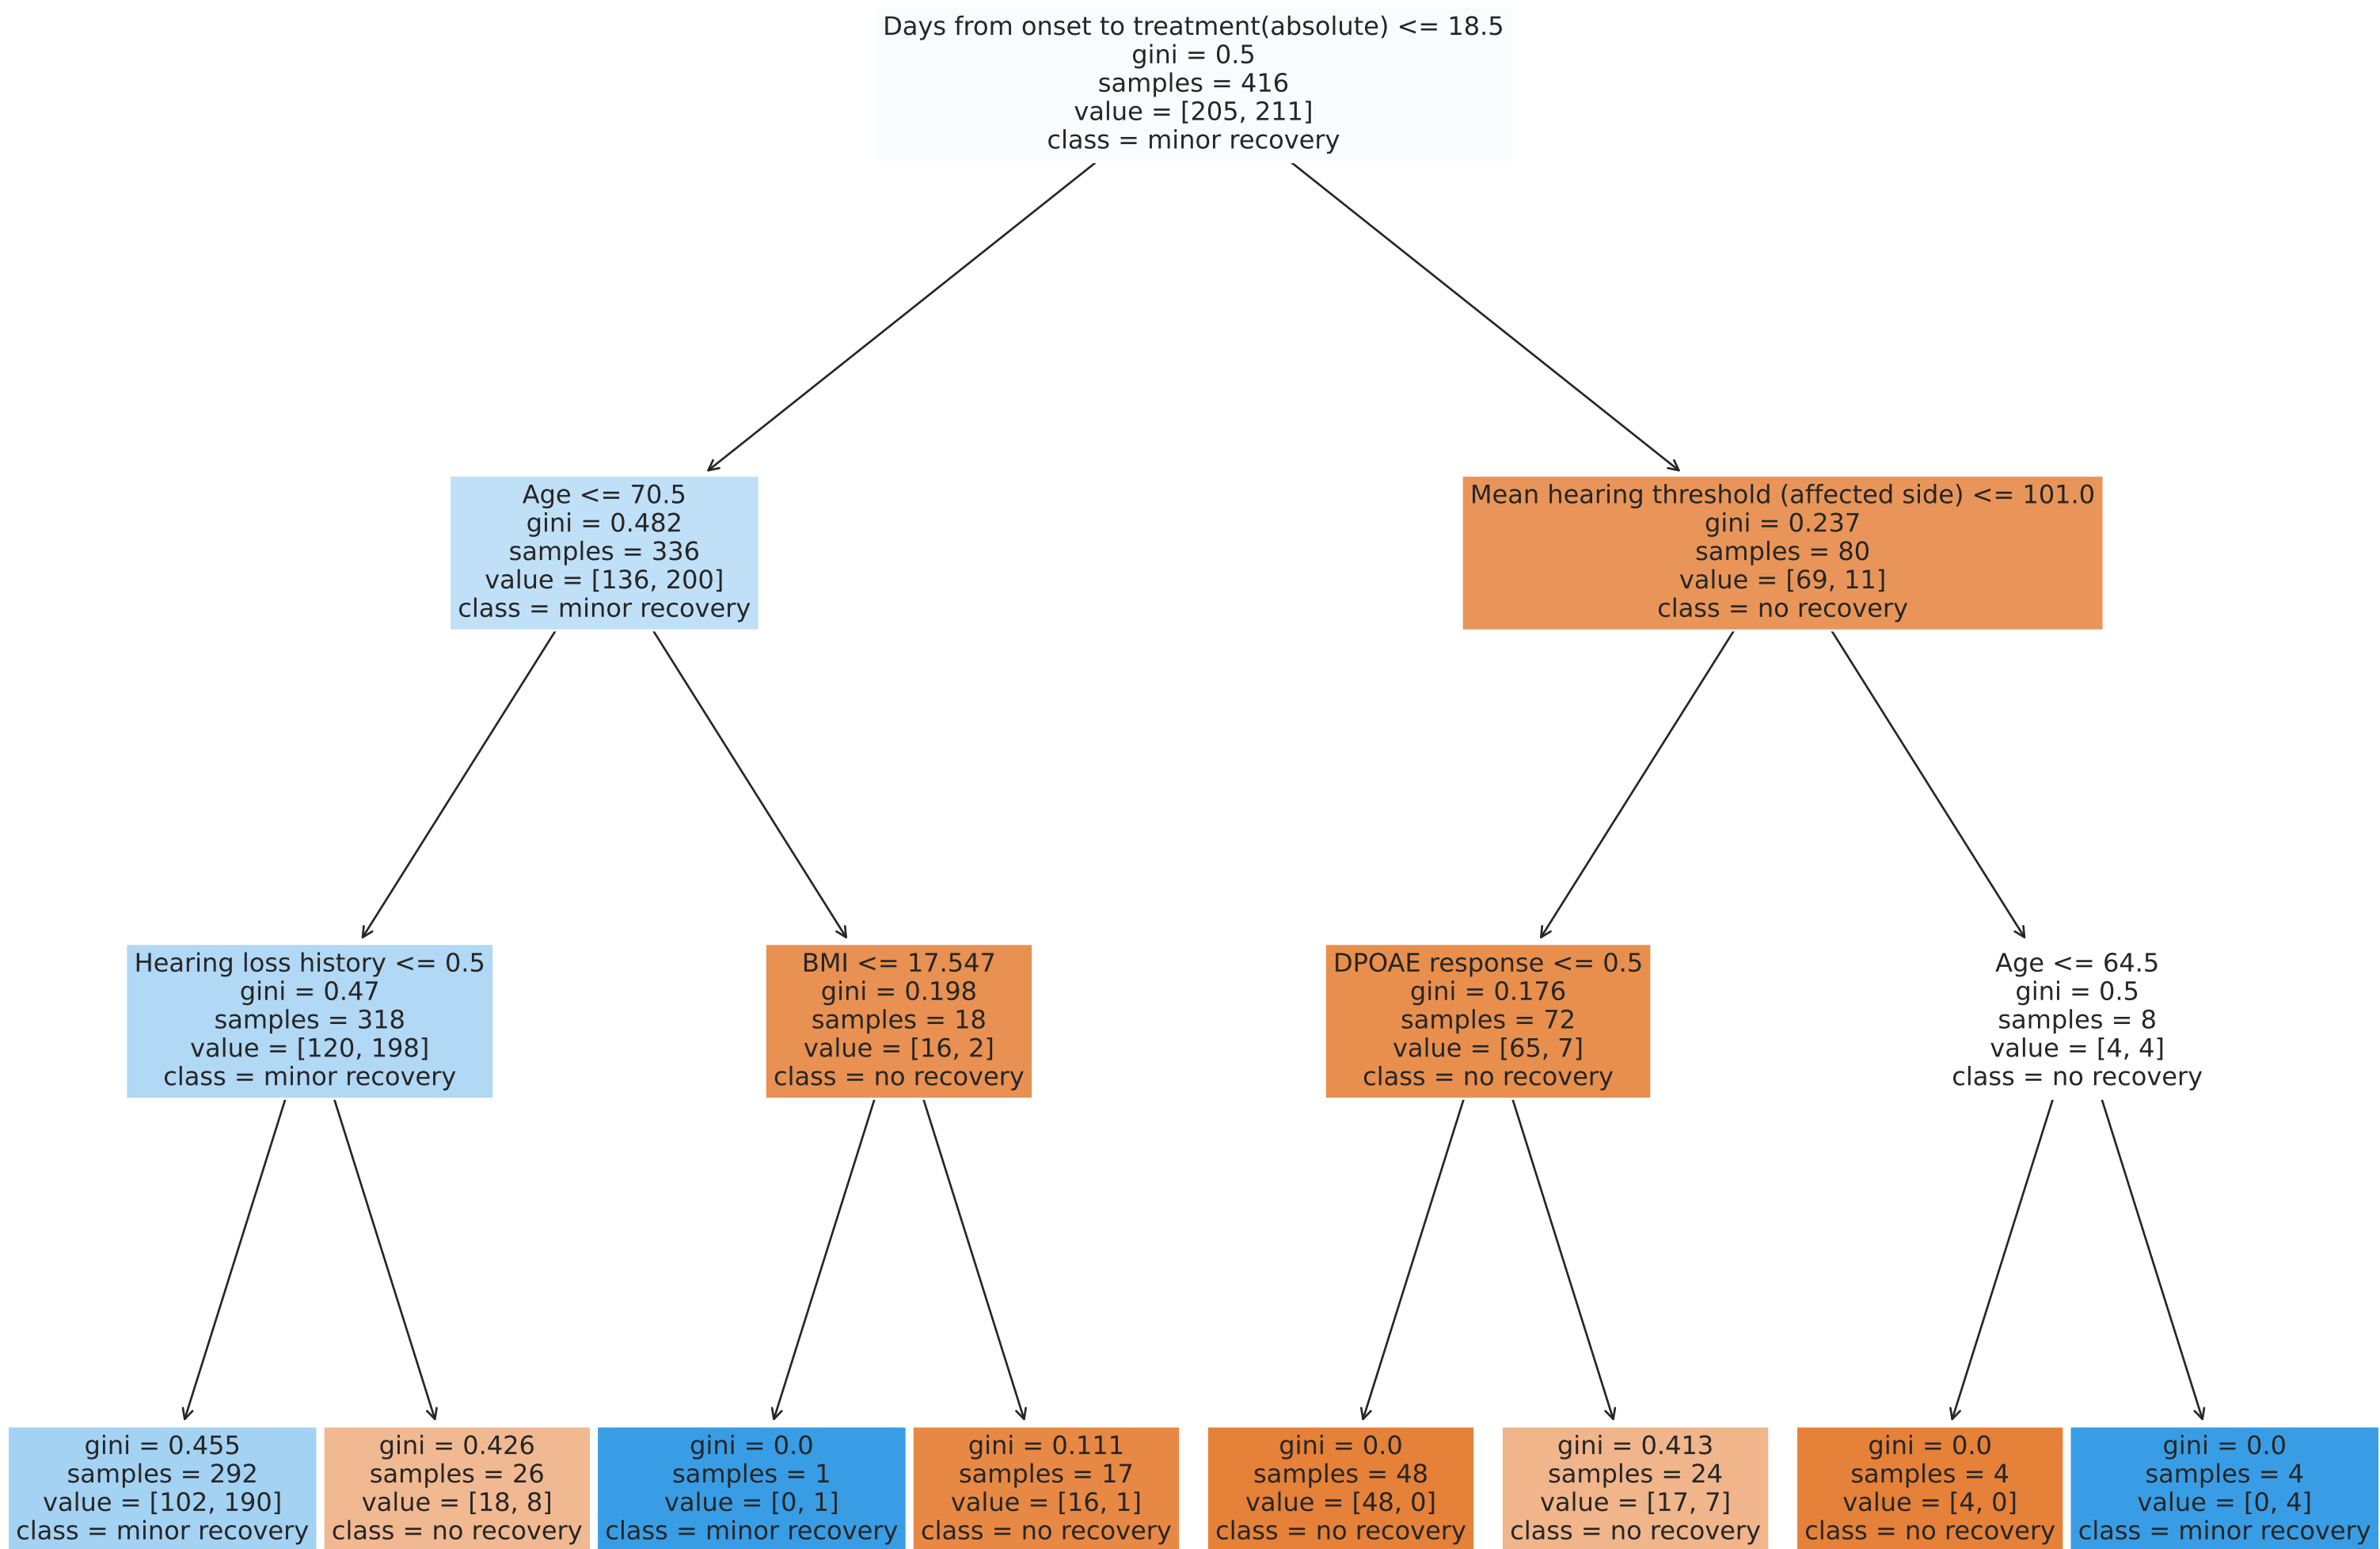 Days from onset to treatment(absolute) <= 18.5
gini = 0.5
samples = 416
value = [205, 211]
class = minor recovery
Age <= 70.5
gini = 0.482
samples = 336
value = [136, 200]
class = minor recovery
Mean hearing threshold (affected side) <= 101.0
gini = 0.237
samples = 80
value = [69, 11]
class = no recovery
Hearing loss history <= 0.5
gini = 0.47
samples = 318
value = [120, 198]
class = minor recovery
BMI <= 17.547
gini = 0.198
samples = 18
value = [16, 2]
class = no recovery
DPOAE response <= 0.5
gini = 0.176
samples = 72
value = [65, 7]
class = no recovery
Age <= 64.5
gini = 0.5
samples = 8
value = [4, 4]
class = no recovery
gini = 0.455
samples = 292
value = [102, 190]
class = minor recovery
gini = 0.426
samples = 26
value = [18, 8]
class = no recovery
gini = 0.0
samples = 1
value = [0, 1]
class = minor recovery
gini = 0.111
samples = 17
value = [16, 1]
class = no recovery
gini = 0.0
samples = 48
value = [48, 0]
class = no recovery
gini = 0.413
samples = 24
value = [17, 7]
class = no recovery
gini = 0.0
samples = 4
value = [4, 0]
class = no recovery
gini = 0.0
samples = 4
value = [0, 4]
class = minor recovery